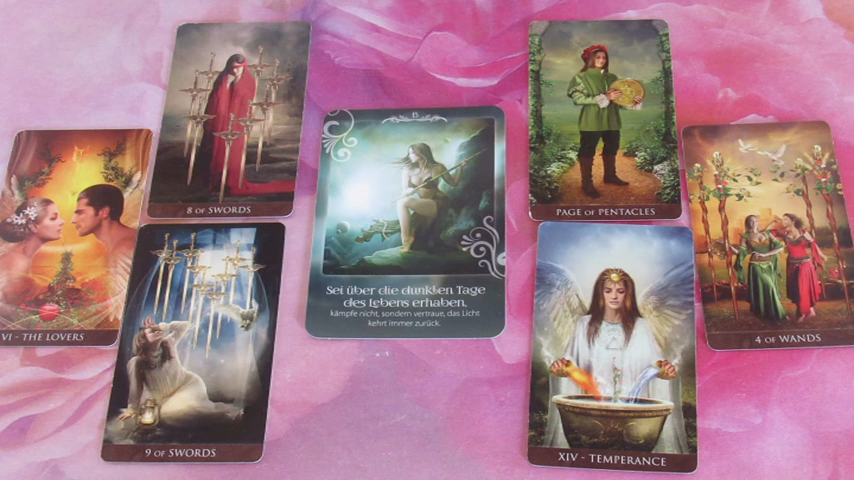 8 OF SWORDS
VI - THE LOVERS
9 OF SWORDS
Sei über die dunklen Tage
des Lebens erhaben,
kämpfe nicht, sondern vertraue, das Licht
kehrt immer zurück.
PAGE OF PENTACLES
4 OF WANDS
XIV - TEMPERANCE